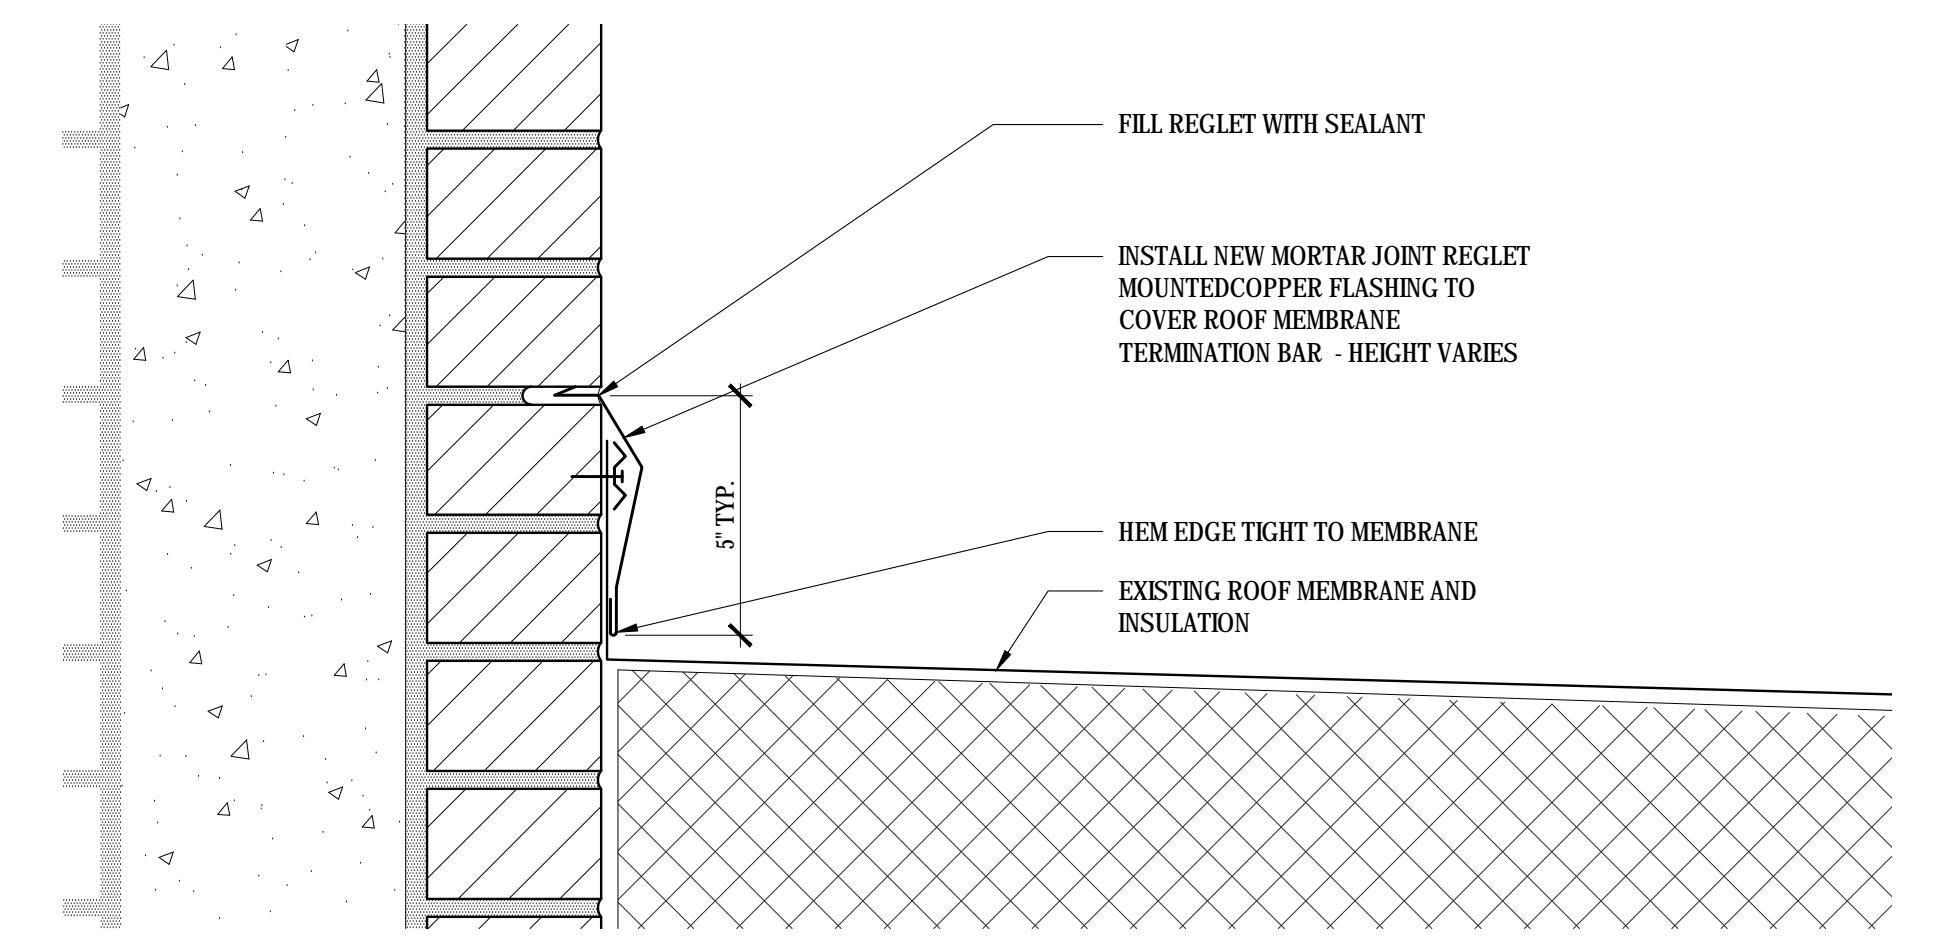 FILL REGLET WITH SEALANT
INSTALL NEW MORTAR JOINT REGLET
MOUNTEDCOPPER FLASHING TO
COVER ROOF MEMBRANE
TERMINATION BAR - HEIGHT VARIES
5" TYP.
HEM EDGE TIGHT TO MEMBRANE
EXISTING ROOF MEMBRANE AND
INSULATION